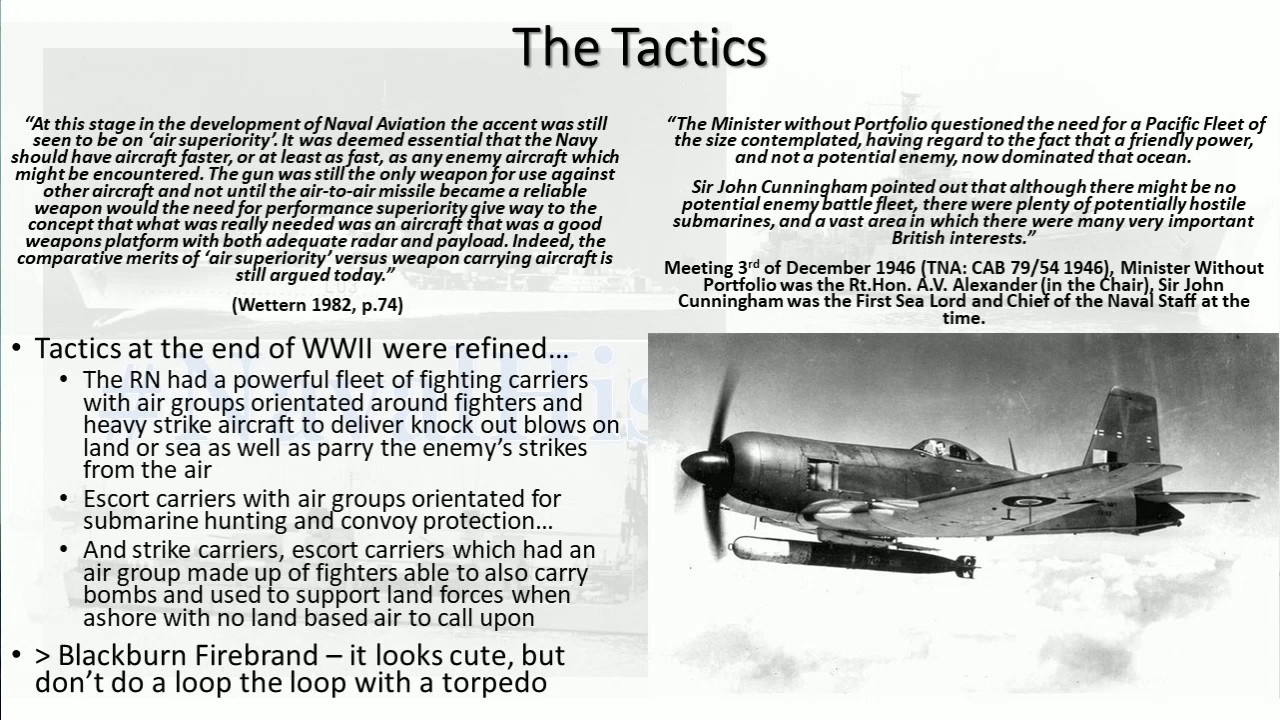 The Tactics
“At this stage in the development of Naval Aviation the accent was still
seen to be on ‘air superiority’. It was deemed essential that the Navy
should have aircraft faster, or at least as fast, as any enemy aircraft which
might be encountered. The gun was still the only weapon for use against
other aircraft and not until the air-to-air missile became a reliable
weapon would the need for performance superiority give way to the
concept that what was really needed was an aircraft that was a good
weapons platform with both adequate radar and payload. Indeed, the
comparative merits of ‘air superiority’ versus weapon carrying aircraft is
still argued today.”
(Wettern 1982, p.74)
“The Minister without Portfolio questioned the need for a Pacific Fleet of
the size contemplated, having regard to the fact that a friendly power,
and not a potential enemy, now dominated that ocean.
Sir John Cunningham pointed out that although there might be no
potential enemy battle fleet, there were plenty of potentially hostile
submarines, and a vast area in which there were many very important
British interests.”
Meeting 3rd of December 1946 (TNA: CAB 79/54 1946), Minister Without
Portfolio was the Rt.Hon. A.V. Alexander (in the Chair), Sir John
Cunningham was the First Sea Lord and Chief of the Naval Staff at the
time.
• Tactics at the end of WWII were refined…
• The RN had a powerful fleet of fighting carriers
with air groups orientated around fighters and
heavy strike aircraft to deliver knock out blows on
land or sea as well as parry the enemy’s strikes
from the air
• Escort carriers with air groups orientated for
submarine hunting and convoy protection…
• And strike carriers, escort carriers which had an
air group made up of fighters able to also carry
bombs and used to support land forces when
ashore with no land based air to call upon
• > Blackburn Firebrand – it looks cute, but
don’t do a loop the loop with a torpedo
#NavalHis